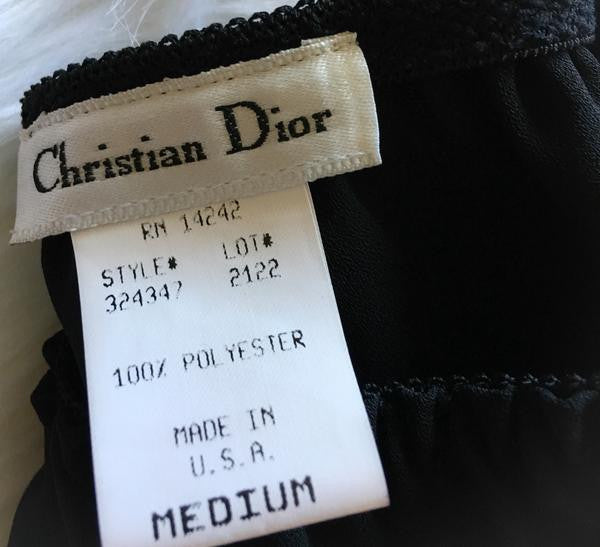 Christian Dior
RN 14242
STYLE# LOT#
324347 2122
100% POLYESTER
MADE IN
U.S.A.
MEDIUM